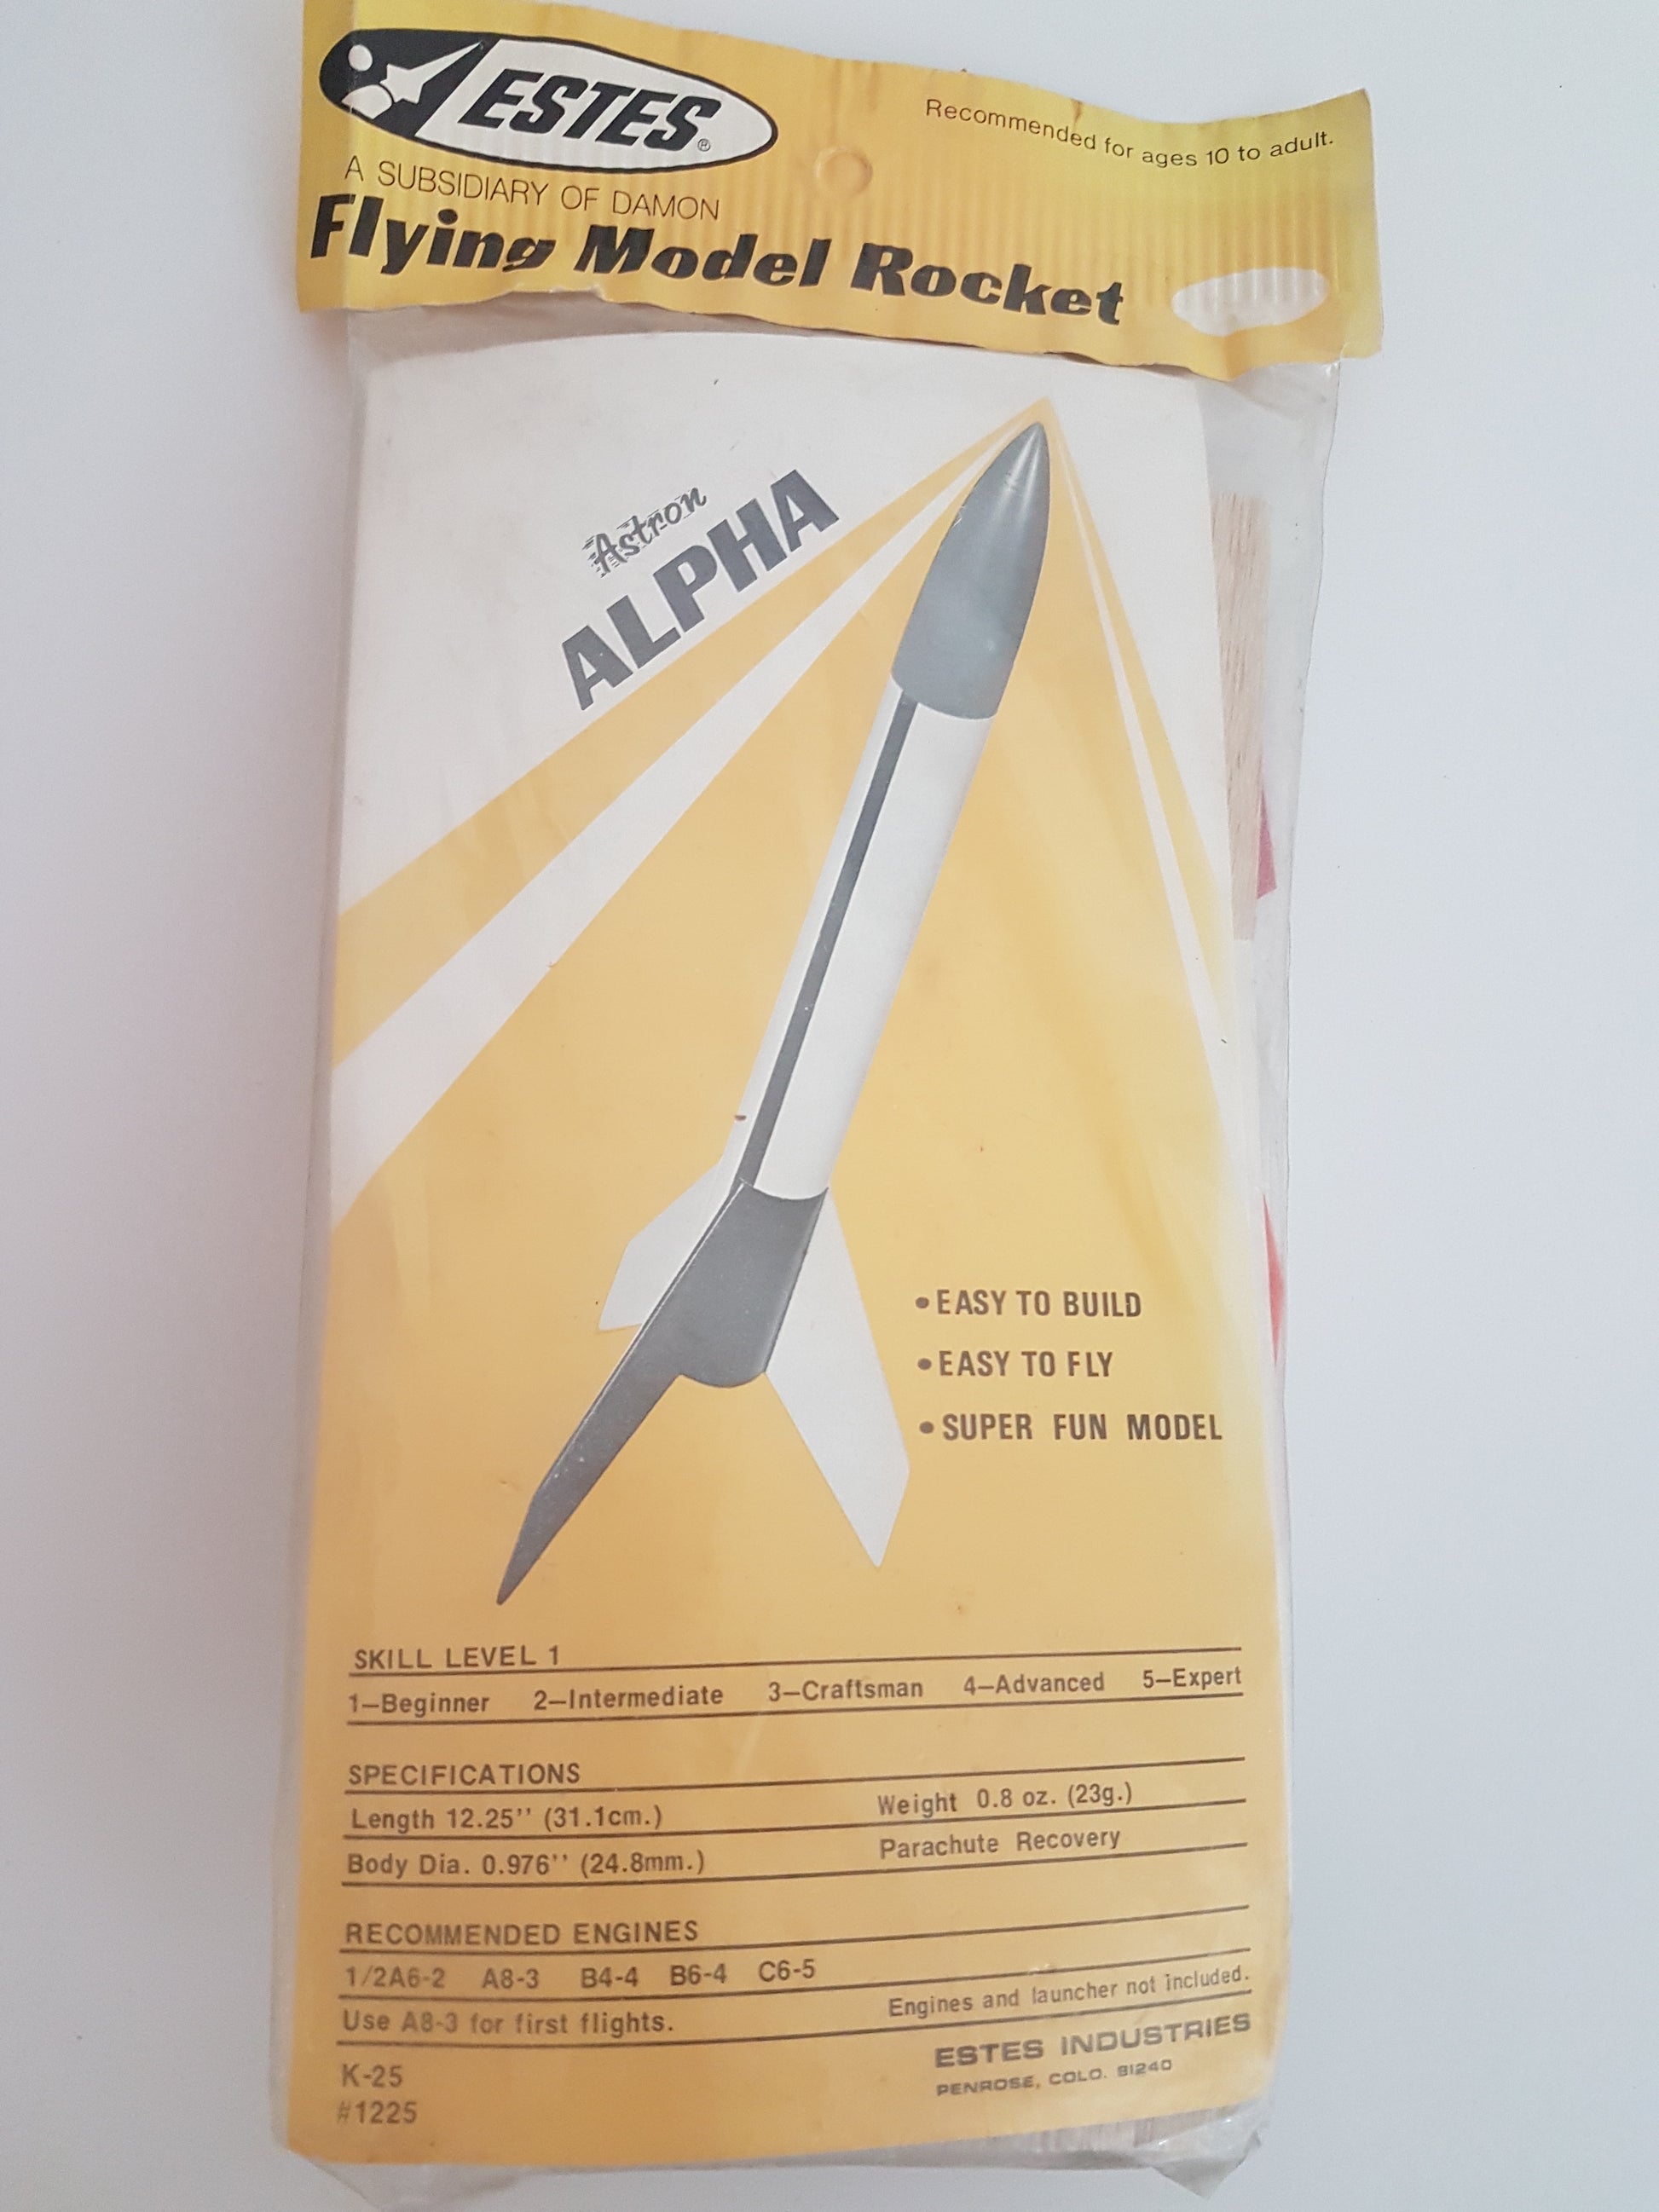 ESTES®
Recommended for ages 10 to adult.
A SUBSIDIARY OF DAMON
Flying Model Rocket
Astron
ALPHA
• EASY TO BUILD
• EASY TO FLY
• SUPER FUN MODEL
SKILL LEVEL 1
1—Beginner 2—Intermediate 3—Craftsman 4—Advanced 5—Expert
SPECIFICATIONS
Length 12.25'' (31.1cm.) Weight 0.8 oz. (23g.)
Body Dia. 0.976'' (24.8mm.) Parachute Recovery
RECOMMENDED ENGINES
1/2A6-2 A8-3 B4-4 B6-4 C6-5
Use A8-3 for first flights. Engines and launcher not included.
K-25
#1225
ESTES INDUSTRIES
PENROSE, COLO. 81240